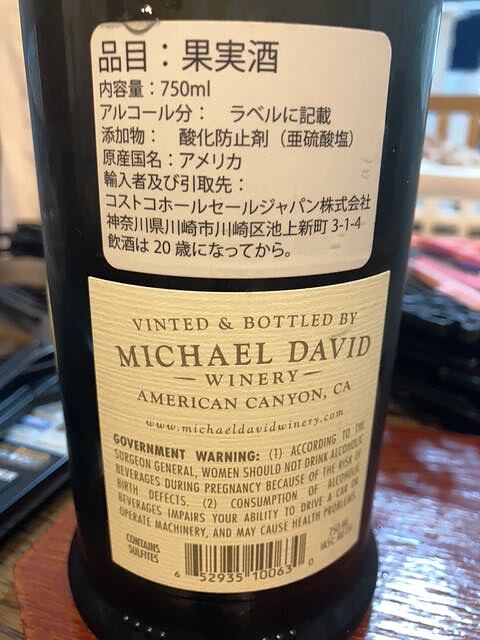 品目：果実酒
内容量：750ml
アルコール分：　ラベルに記載
添加物：　酸化防止剤（亜硫酸塩）
原産国名：アメリカ
輸入者及び引取先：
コストコホールセールジャパン株式会社
神奈川県川崎市川崎区池上新町 3-1-4
飲酒は 20 歳になってから。
VINTED & BOTTLED BY
MICHAEL DAVID
WINERY
AMERICAN CANYON, CA
www.michaeldavidwinery.com
GOVERNMENT WARNING: (1) ACCORDING TO THE
SURGEON GENERAL, WOMEN SHOULD NOT DRINK ALCOHOLIC
BEVERAGES DURING PREGNANCY BECAUSE OF THE RISK OF
BIRTH DEFECTS. (2) CONSUMPTION OF ALCOHOLIC
BEVERAGES IMPAIRS YOUR ABILITY TO DRIVE A CAR OR
OPERATE MACHINERY, AND MAY CAUSE HEALTH PROBLEMS.
CONTAINS
SULFITES
750 ML
6 52935 10063 0